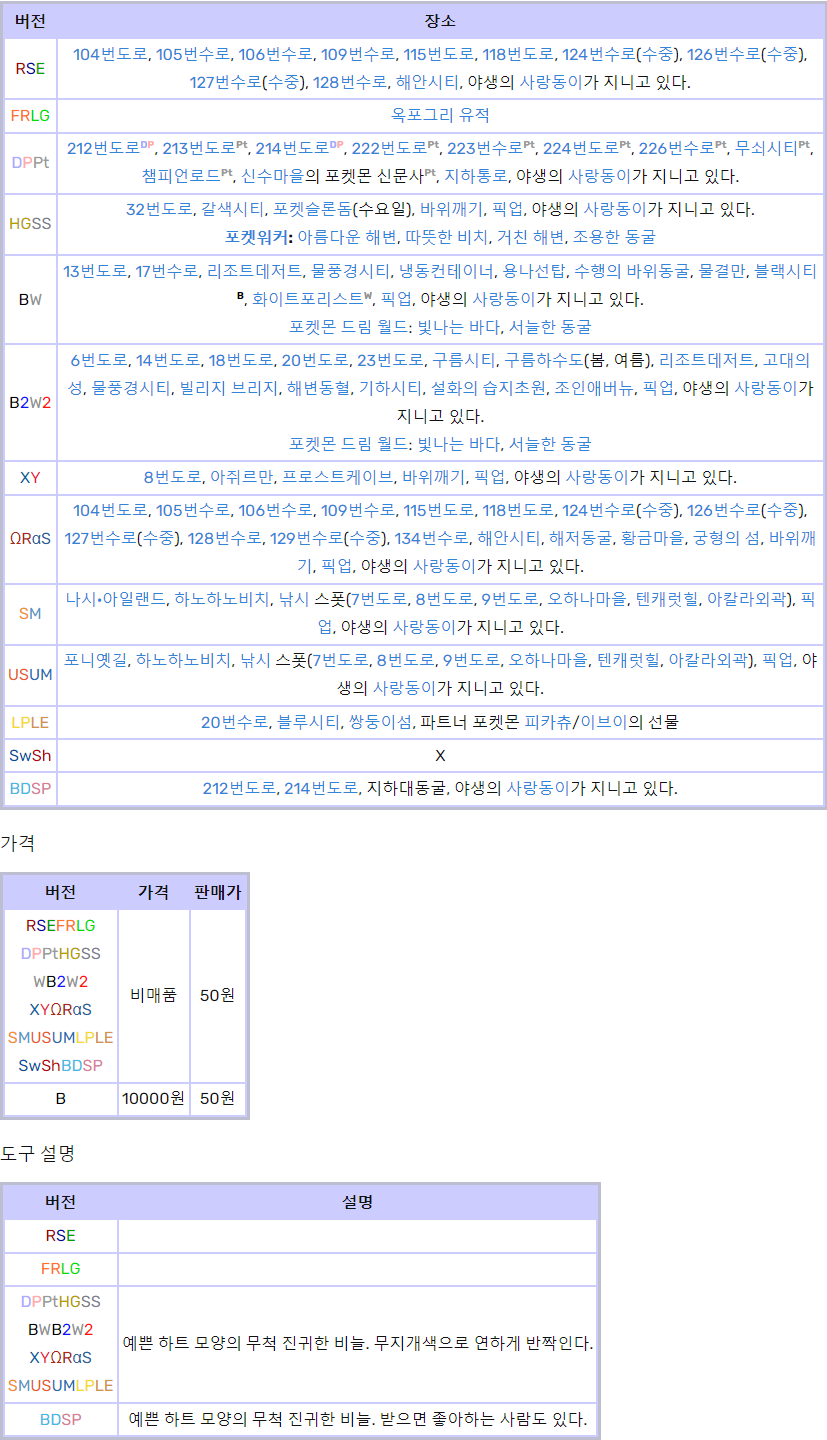 버전 장소
RSE 104번도로, 105번수로, 106번수로, 109번수로, 115번도로, 118번도로, 124번수로(수중), 126번수로(수중),
127번수로(수중), 128번수로, 해안시티, 야생의 사랑동이가 지니고 있다.
FRLG 옥포그리 유적
DPPt 212번도로DP, 213번도로Pt, 214번도로DP, 222번도로Pt, 223번수로Pt, 224번도로Pt, 226번수로Pt, 무쇠시티Pt,
챔피언로드Pt, 신수마을의 포켓몬 신문사Pt, 지하통로, 야생의 사랑동이가 지니고 있다.
HGSS 32번도로, 갈색시티, 포켓슬론돔(수요일), 바위깨기, 픽업, 야생의 사랑동이가 지니고 있다.
포켓워커: 아름다운 해변, 따뜻한 비치, 거친 해변, 조용한 동굴
BW 13번도로, 17번수로, 리조트데저트, 물풍경시티, 냉동컨테이너, 용나선탑, 수행의 바위동굴, 물결만, 블랙시티
B, 화이트포리스트W, 픽업, 야생의 사랑동이가 지니고 있다.
포켓몬 드림 월드: 빛나는 바다, 서늘한 동굴
B2W2 6번도로, 14번도로, 18번도로, 20번도로, 23번도로, 구름시티, 구름하수도(봄, 여름), 리조트데저트, 고대의
성, 물풍경시티, 빌리지 브리지, 해변동혈, 기하시티, 설화의 습지초원, 조인애버뉴, 픽업, 야생의 사랑동이가
지니고 있다.
포켓몬 드림 월드: 빛나는 바다, 서늘한 동굴
XY 8번도로, 아쥐르만, 프로스트케이브, 바위깨기, 픽업, 야생의 사랑동이가 지니고 있다.
ΩRαS 104번도로, 105번수로, 106번수로, 109번수로, 115번도로, 118번도로, 124번수로(수중), 126번수로(수중),
127번수로(수중), 128번수로, 129번수로(수중), 134번수로, 해안시티, 해저동굴, 황금마을, 궁형의 섬, 바위깨
기, 픽업, 야생의 사랑동이가 지니고 있다.
SM 나시·아일랜드, 하노하노비치, 낚시 스폿(7번도로, 8번도로, 9번도로, 오하나마을, 텐캐럿힐, 아칼라외곽), 픽
업, 야생의 사랑동이가 지니고 있다.
USUM 포니옛길, 하노하노비치, 낚시 스폿(7번도로, 8번도로, 9번도로, 오하나마을, 텐캐럿힐, 아칼라외곽), 픽업, 야
생의 사랑동이가 지니고 있다.
LPLE 20번수로, 블루시티, 쌍둥이섬, 파트너 포켓몬 피카츄/이브이의 선물
SwSh X
BDSP 212번도로, 214번도로, 지하대동굴, 야생의 사랑동이가 지니고 있다.
가격
버전 가격 판매가
RSEFRLG
DPPtHGSS
WB2W2
XYΩRαS
SMUSUMLPLE
SwShBDSP
비매품 50원
B 10000원 50원
도구 설명
버전 설명
RSE
FRLG
DPPtHGSS
BWB2W2
XYΩRαS
SMUSUMLPLE
예쁜 하트 모양의 무척 진귀한 비늘. 무지개색으로 연하게 반짝인다.
BDSP 예쁜 하트 모양의 무척 진귀한 비늘. 받으면 좋아하는 사람도 있다.